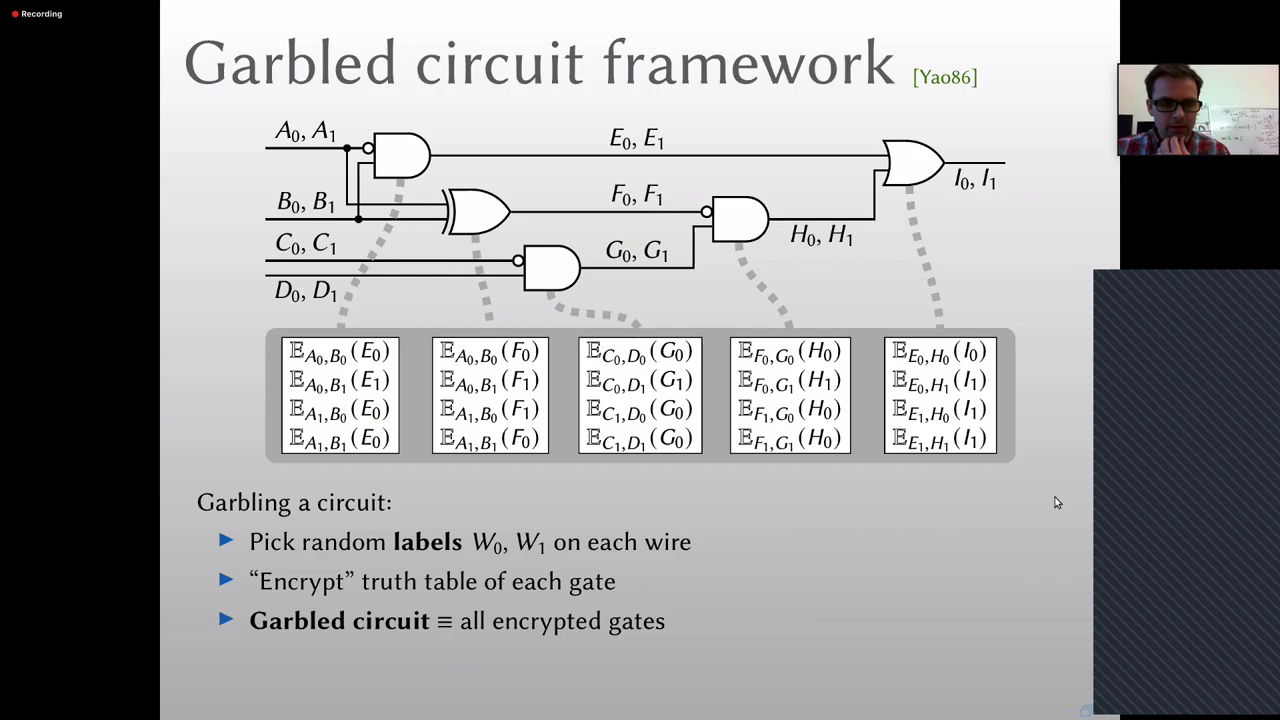 Recording
Garbled circuit framework [Yao86]
A₀, A₁
E₀, E₁
I₀, I₁
B₀, B₁
F₀, F₁
H₀, H₁
C₀, C₁
G₀, G₁
D₀, D₁
𝔼A₀,B₀(E₀) 𝔼A₀,B₀(F₀) 𝔼C₀,D₀(G₀) 𝔼F₀,G₀(H₀) 𝔼E₀,H₀(I₀)
𝔼A₀,B₁(E₁) 𝔼A₀,B₁(F₁) 𝔼C₀,D₁(G₁) 𝔼F₀,G₁(H₁) 𝔼E₀,H₁(I₁)
𝔼A₁,B₀(E₀) 𝔼A₁,B₀(F₁) 𝔼C₁,D₀(G₀) 𝔼F₁,G₀(H₀) 𝔼E₁,H₀(I₁)
𝔼A₁,B₁(E₀) 𝔼A₁,B₁(F₀) 𝔼C₁,D₁(G₀) 𝔼F₁,G₁(H₀) 𝔼E₁,H₁(I₁)
Garbling a circuit:
▶ Pick random labels W₀, W₁ on each wire
▶ “Encrypt” truth table of each gate
▶ Garbled circuit ≡ all encrypted gates